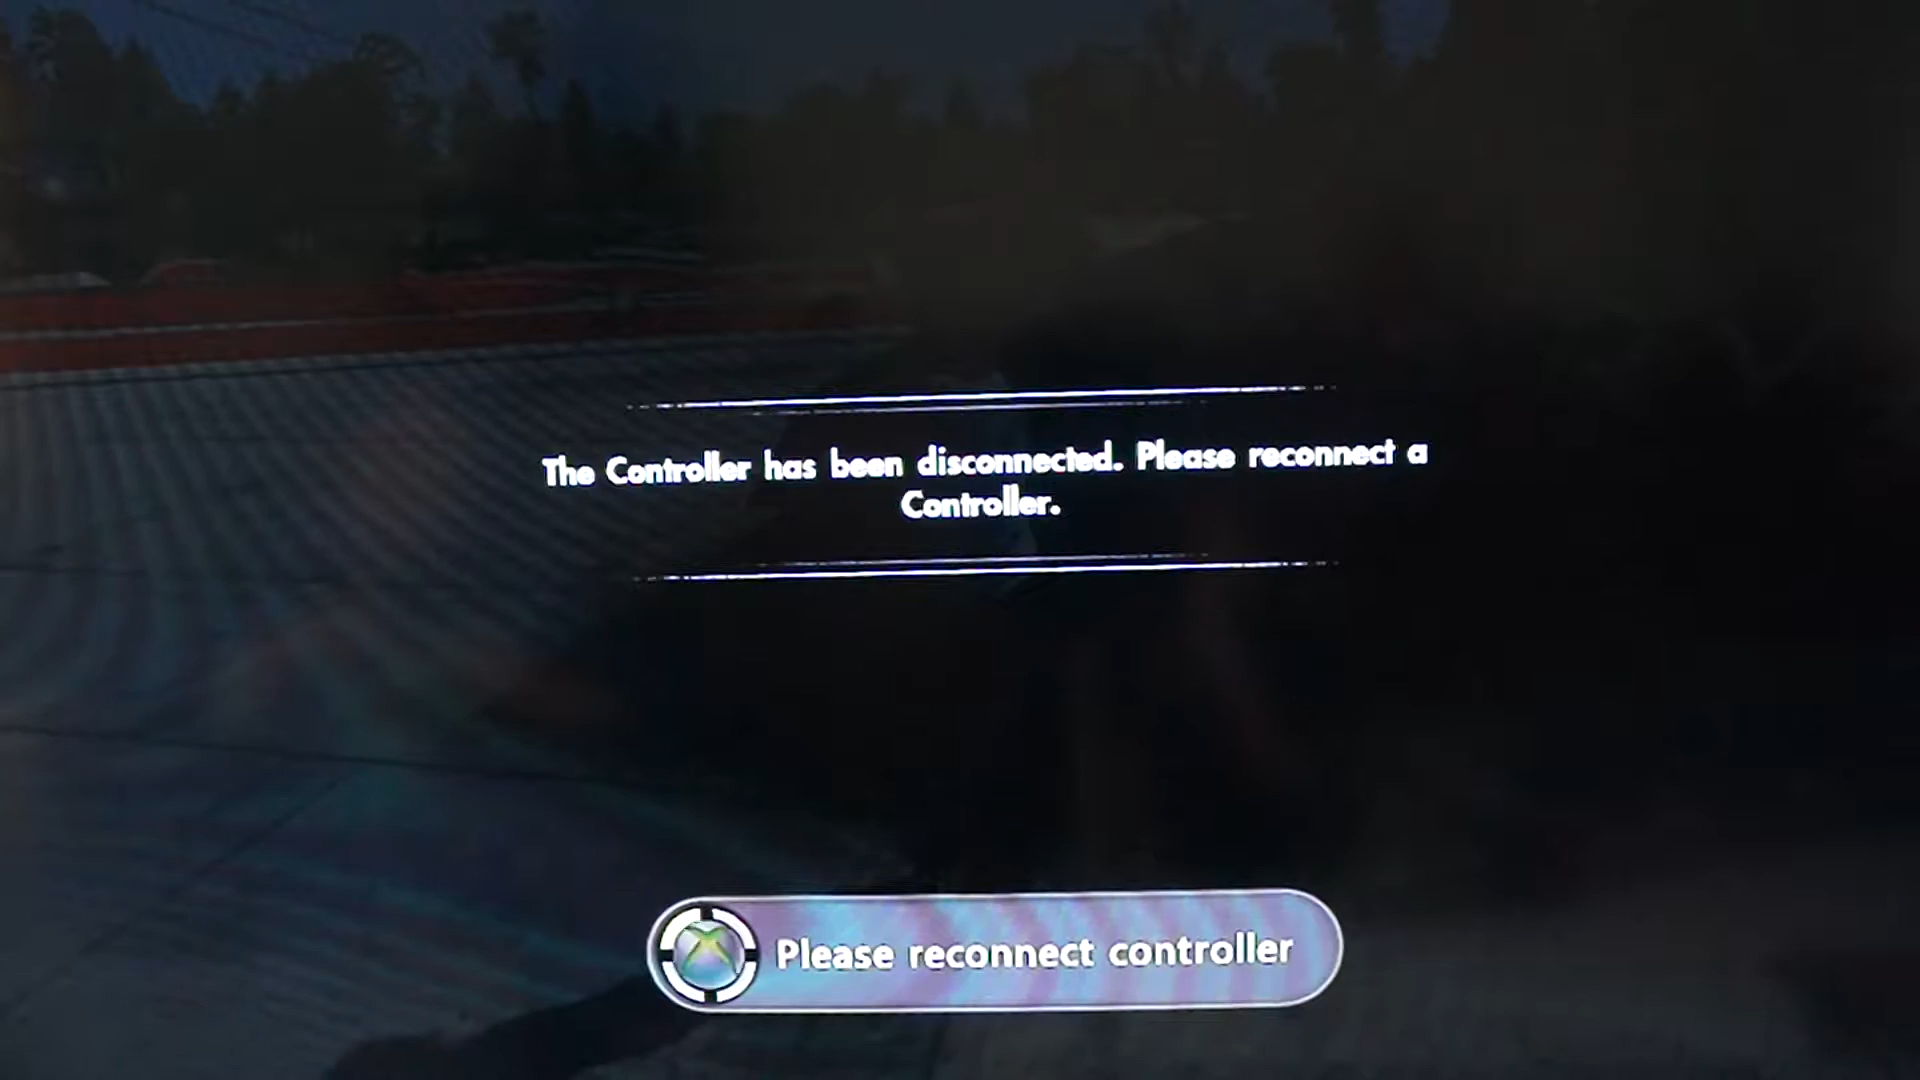 The Controller has been disconnected. Please reconnect a
Controller.
Please reconnect controller